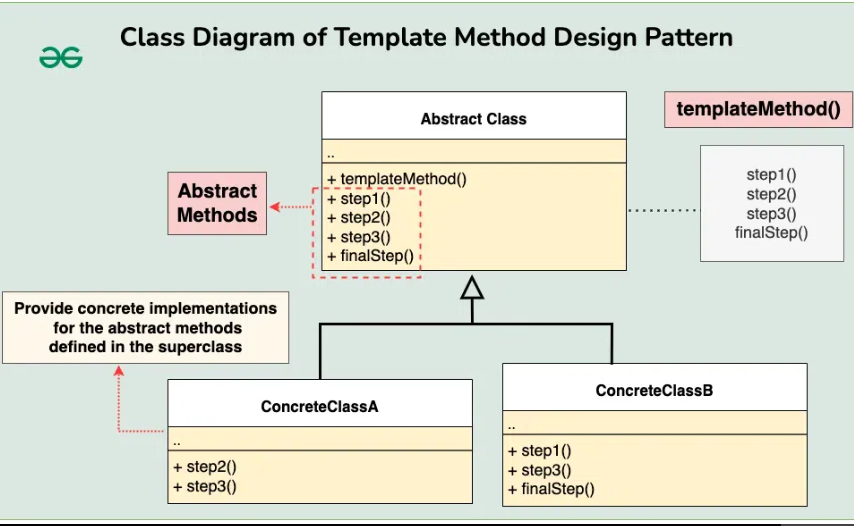 Class Diagram of Template Method Design Pattern
Abstract Class
..
+ templateMethod()
+ step1()
+ step2()
+ step3()
+ finalStep()
templateMethod()
step1()
step2()
step3()
finalStep()
Abstract
Methods
Provide concrete implementations
for the abstract methods
defined in the superclass
ConcreteClassA
..
+ step2()
+ step3()
ConcreteClassB
..
+ step1()
+ step3()
+ finalStep()